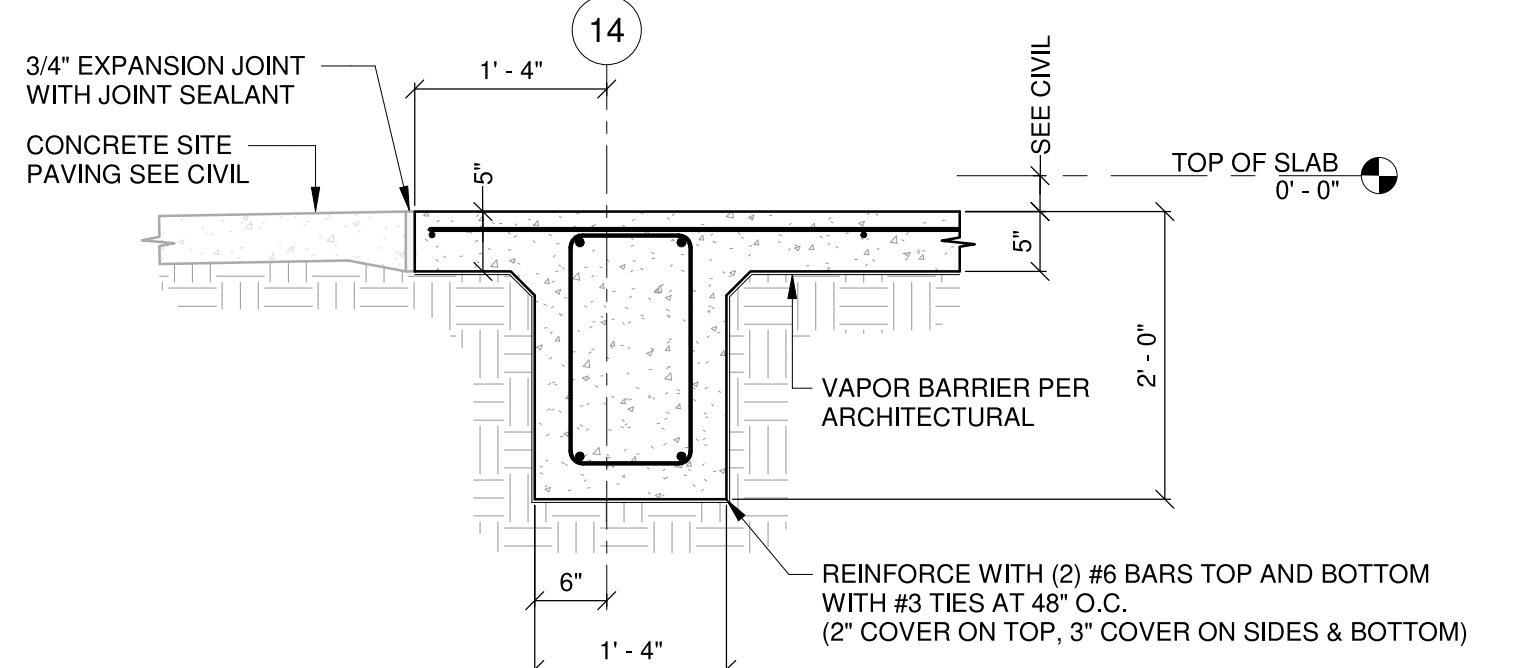 14
3/4" EXPANSION JOINT
WITH JOINT SEALANT
1' - 4"
SEE CIVIL
CONCRETE SITE
PAVING SEE CIVIL
5"
TOP OF SLAB
0' - 0"
5"
2' - 0"
VAPOR BARRIER PER
ARCHITECTURAL
6"
REINFORCE WITH (2) #6 BARS TOP AND BOTTOM
WITH #3 TIES AT 48" O.C.
(2" COVER ON TOP, 3" COVER ON SIDES & BOTTOM)
1' - 4"